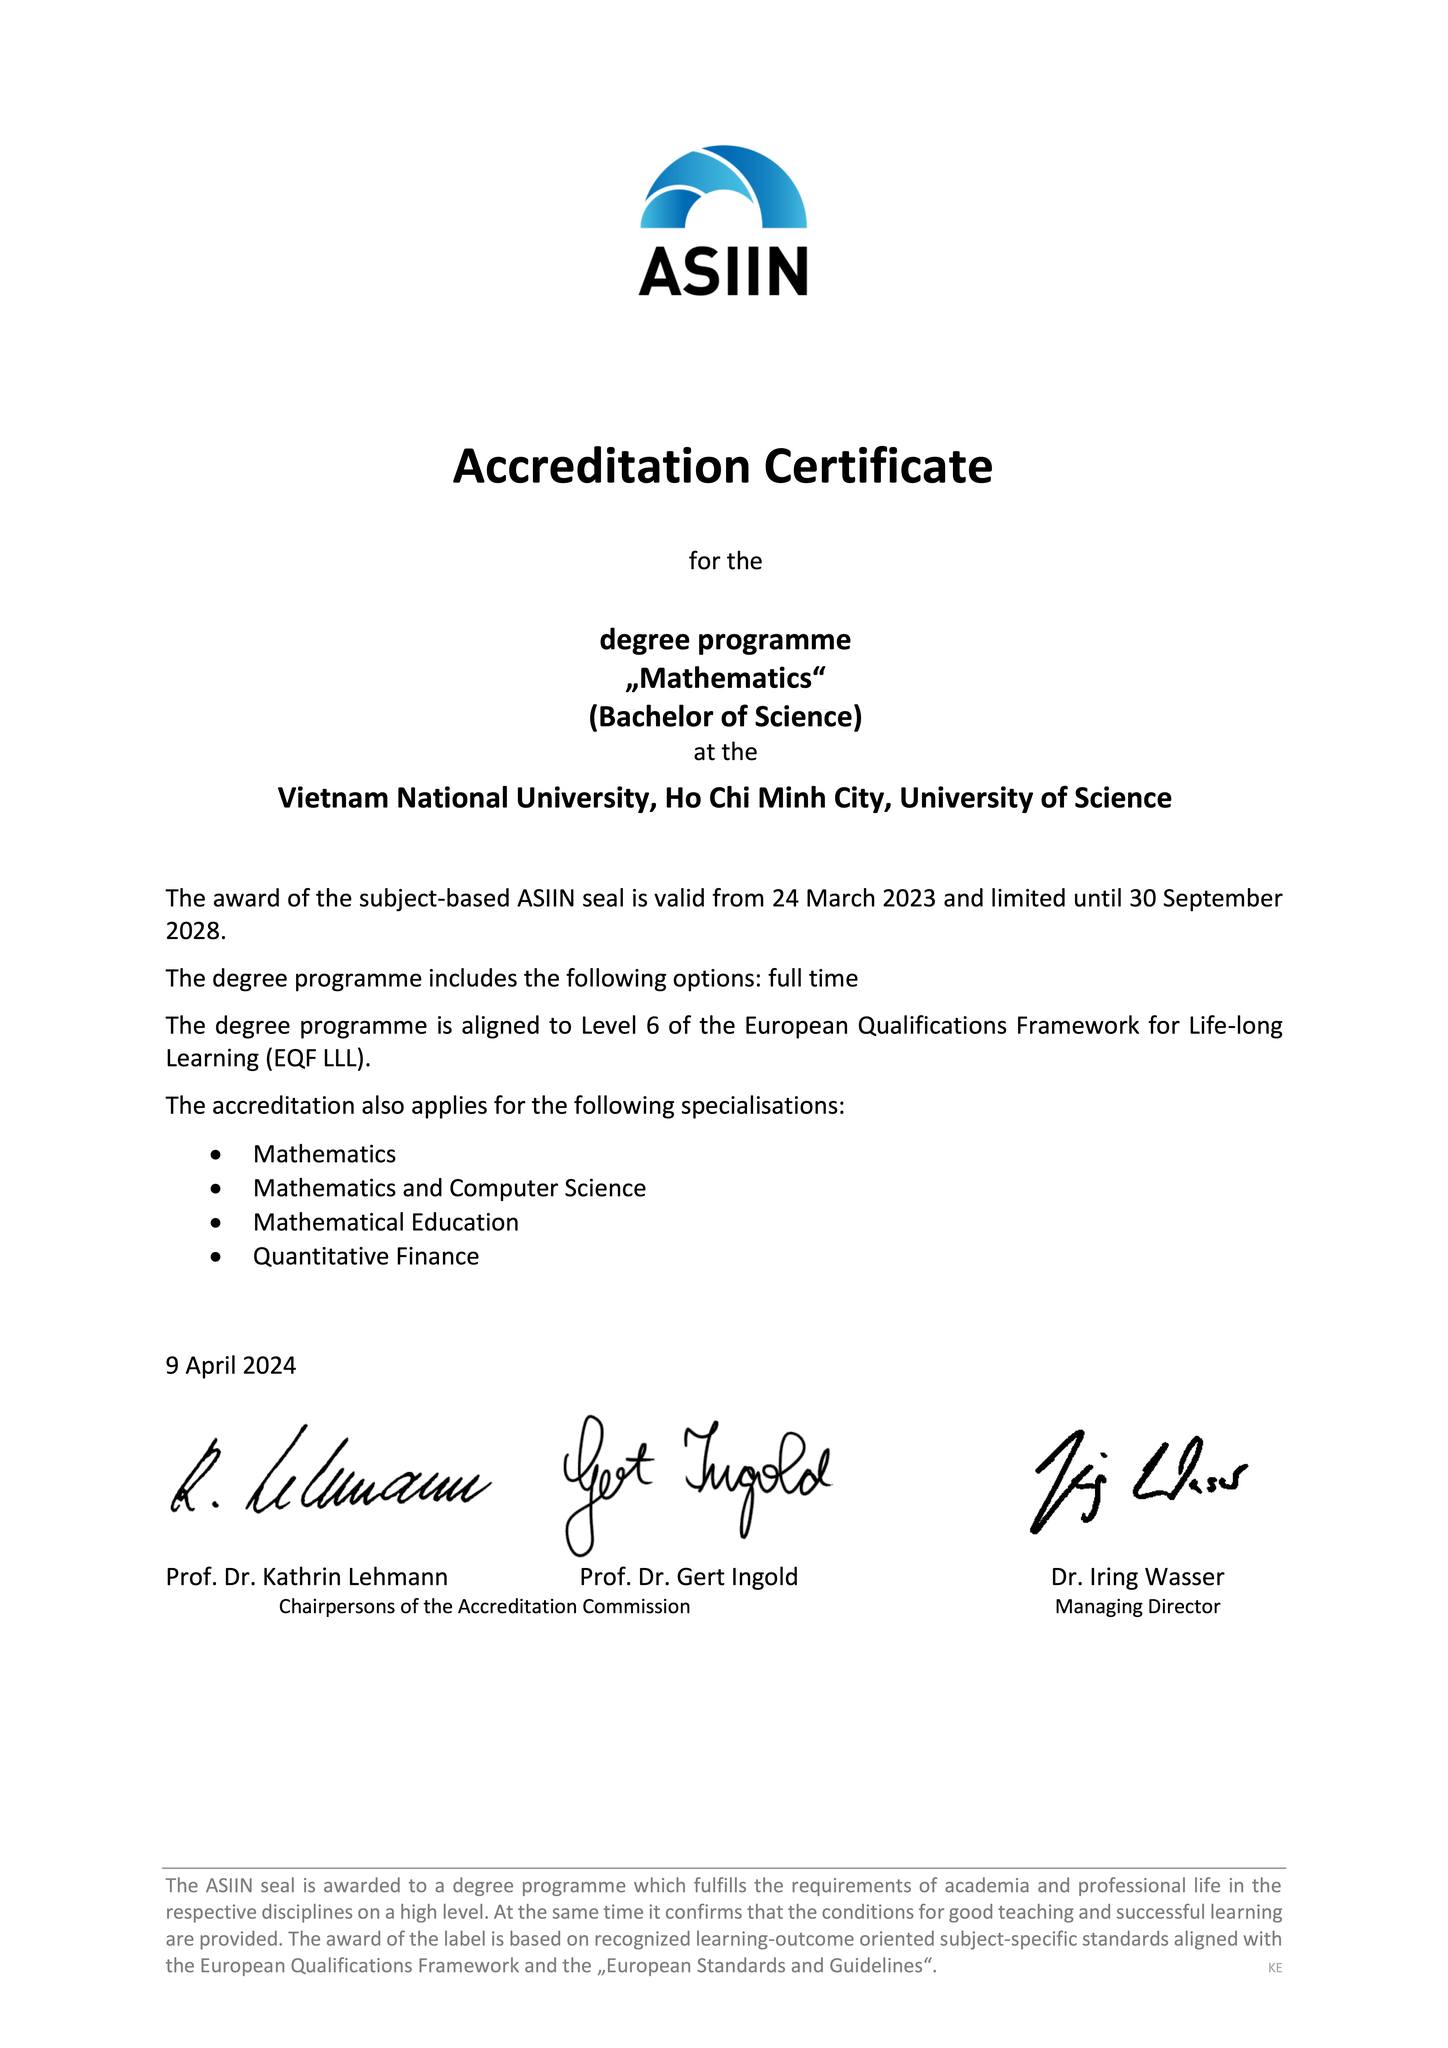 ASIIN
Accreditation Certificate
for the
degree programme
„Mathematics“
(Bachelor of Science)
at the
Vietnam National University, Ho Chi Minh City, University of Science
The award of the subject-based ASIIN seal is valid from 24 March 2023 and limited until 30 September
2028.
The degree programme includes the following options: full time
The degree programme is aligned to Level 6 of the European Qualifications Framework for Life-long
Learning (EQF LLL).
The accreditation also applies for the following specialisations:
• Mathematics
• Mathematics and Computer Science
• Mathematical Education
• Quantitative Finance
9 April 2024
K. Lehmann Gert Ingold Iring Wasser
Prof. Dr. Kathrin Lehmann Prof. Dr. Gert Ingold Dr. Iring Wasser
Chairpersons of the Accreditation Commission Managing Director
The ASIIN seal is awarded to a degree programme which fulfills the requirements of academia and professional life in the
respective disciplines on a high level. At the same time it confirms that the conditions for good teaching and successful learning
are provided. The award of the label is based on recognized learning-outcome oriented subject-specific standards aligned with
the European Qualifications Framework and the „European Standards and Guidelines“. KE